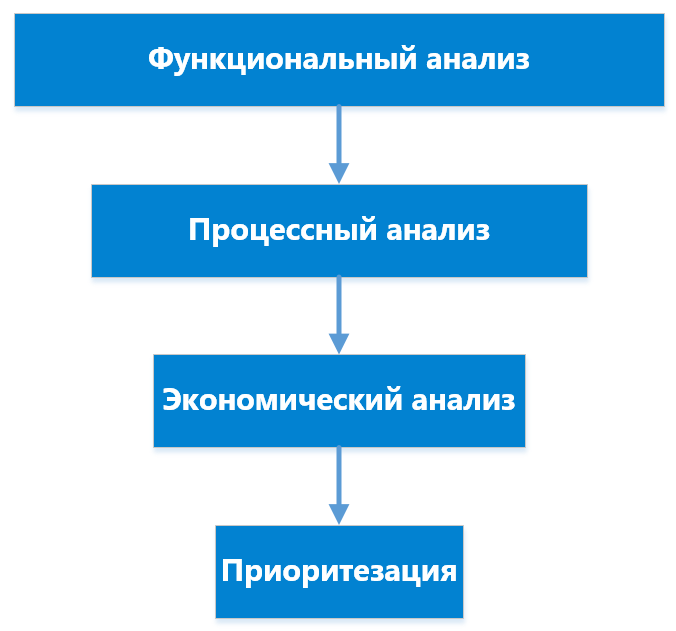 Функциональный анализ
Процессный анализ
Экономический анализ
Приоритезация